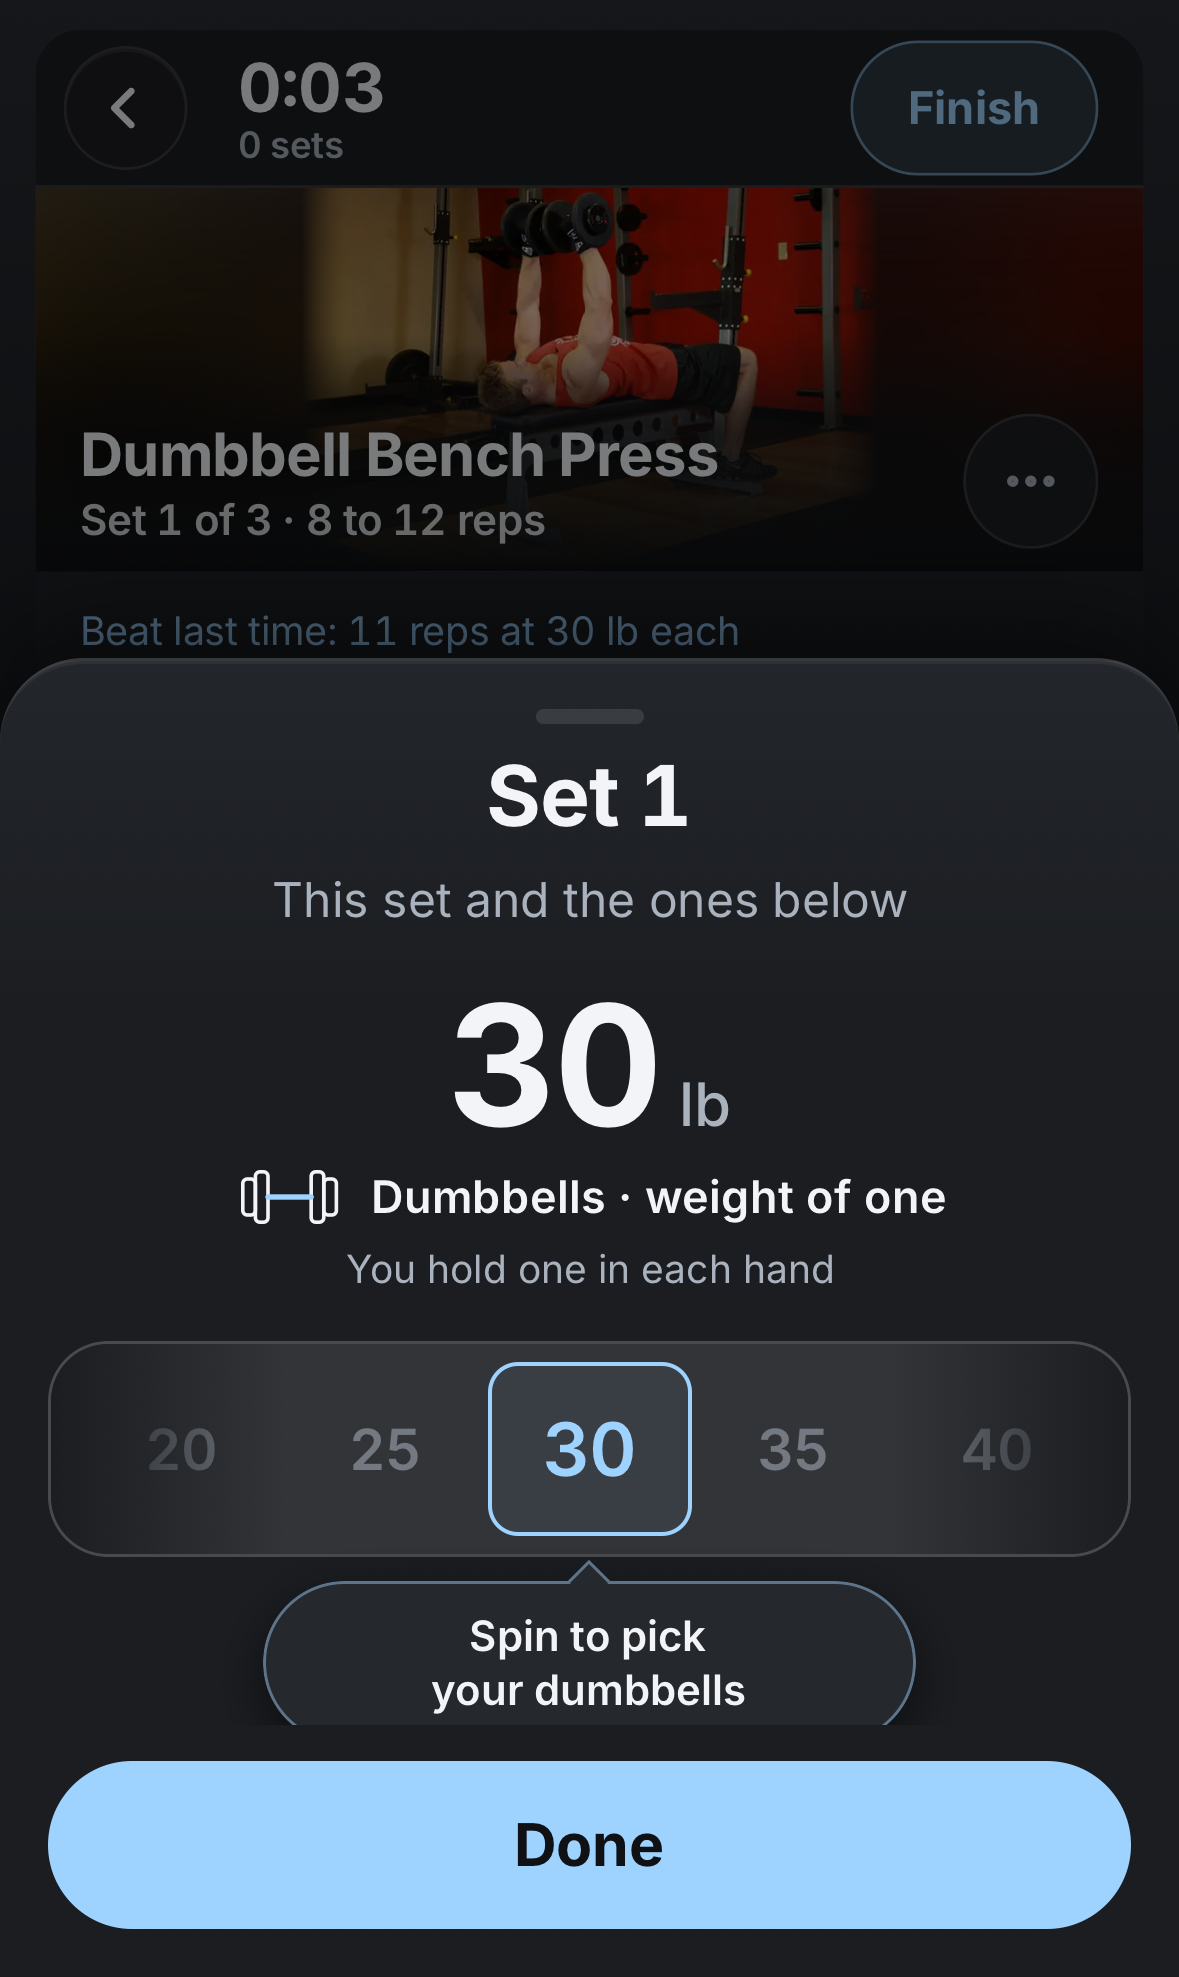 0:03
0 sets
Finish
Dumbbell Bench Press
Set 1 of 3 · 8 to 12 reps
Beat last time: 11 reps at 30 lb each
Set 1
This set and the ones below
30 lb
Dumbbells · weight of one
You hold one in each hand
20 25 30 35 40
Spin to pick
your dumbbells
Done